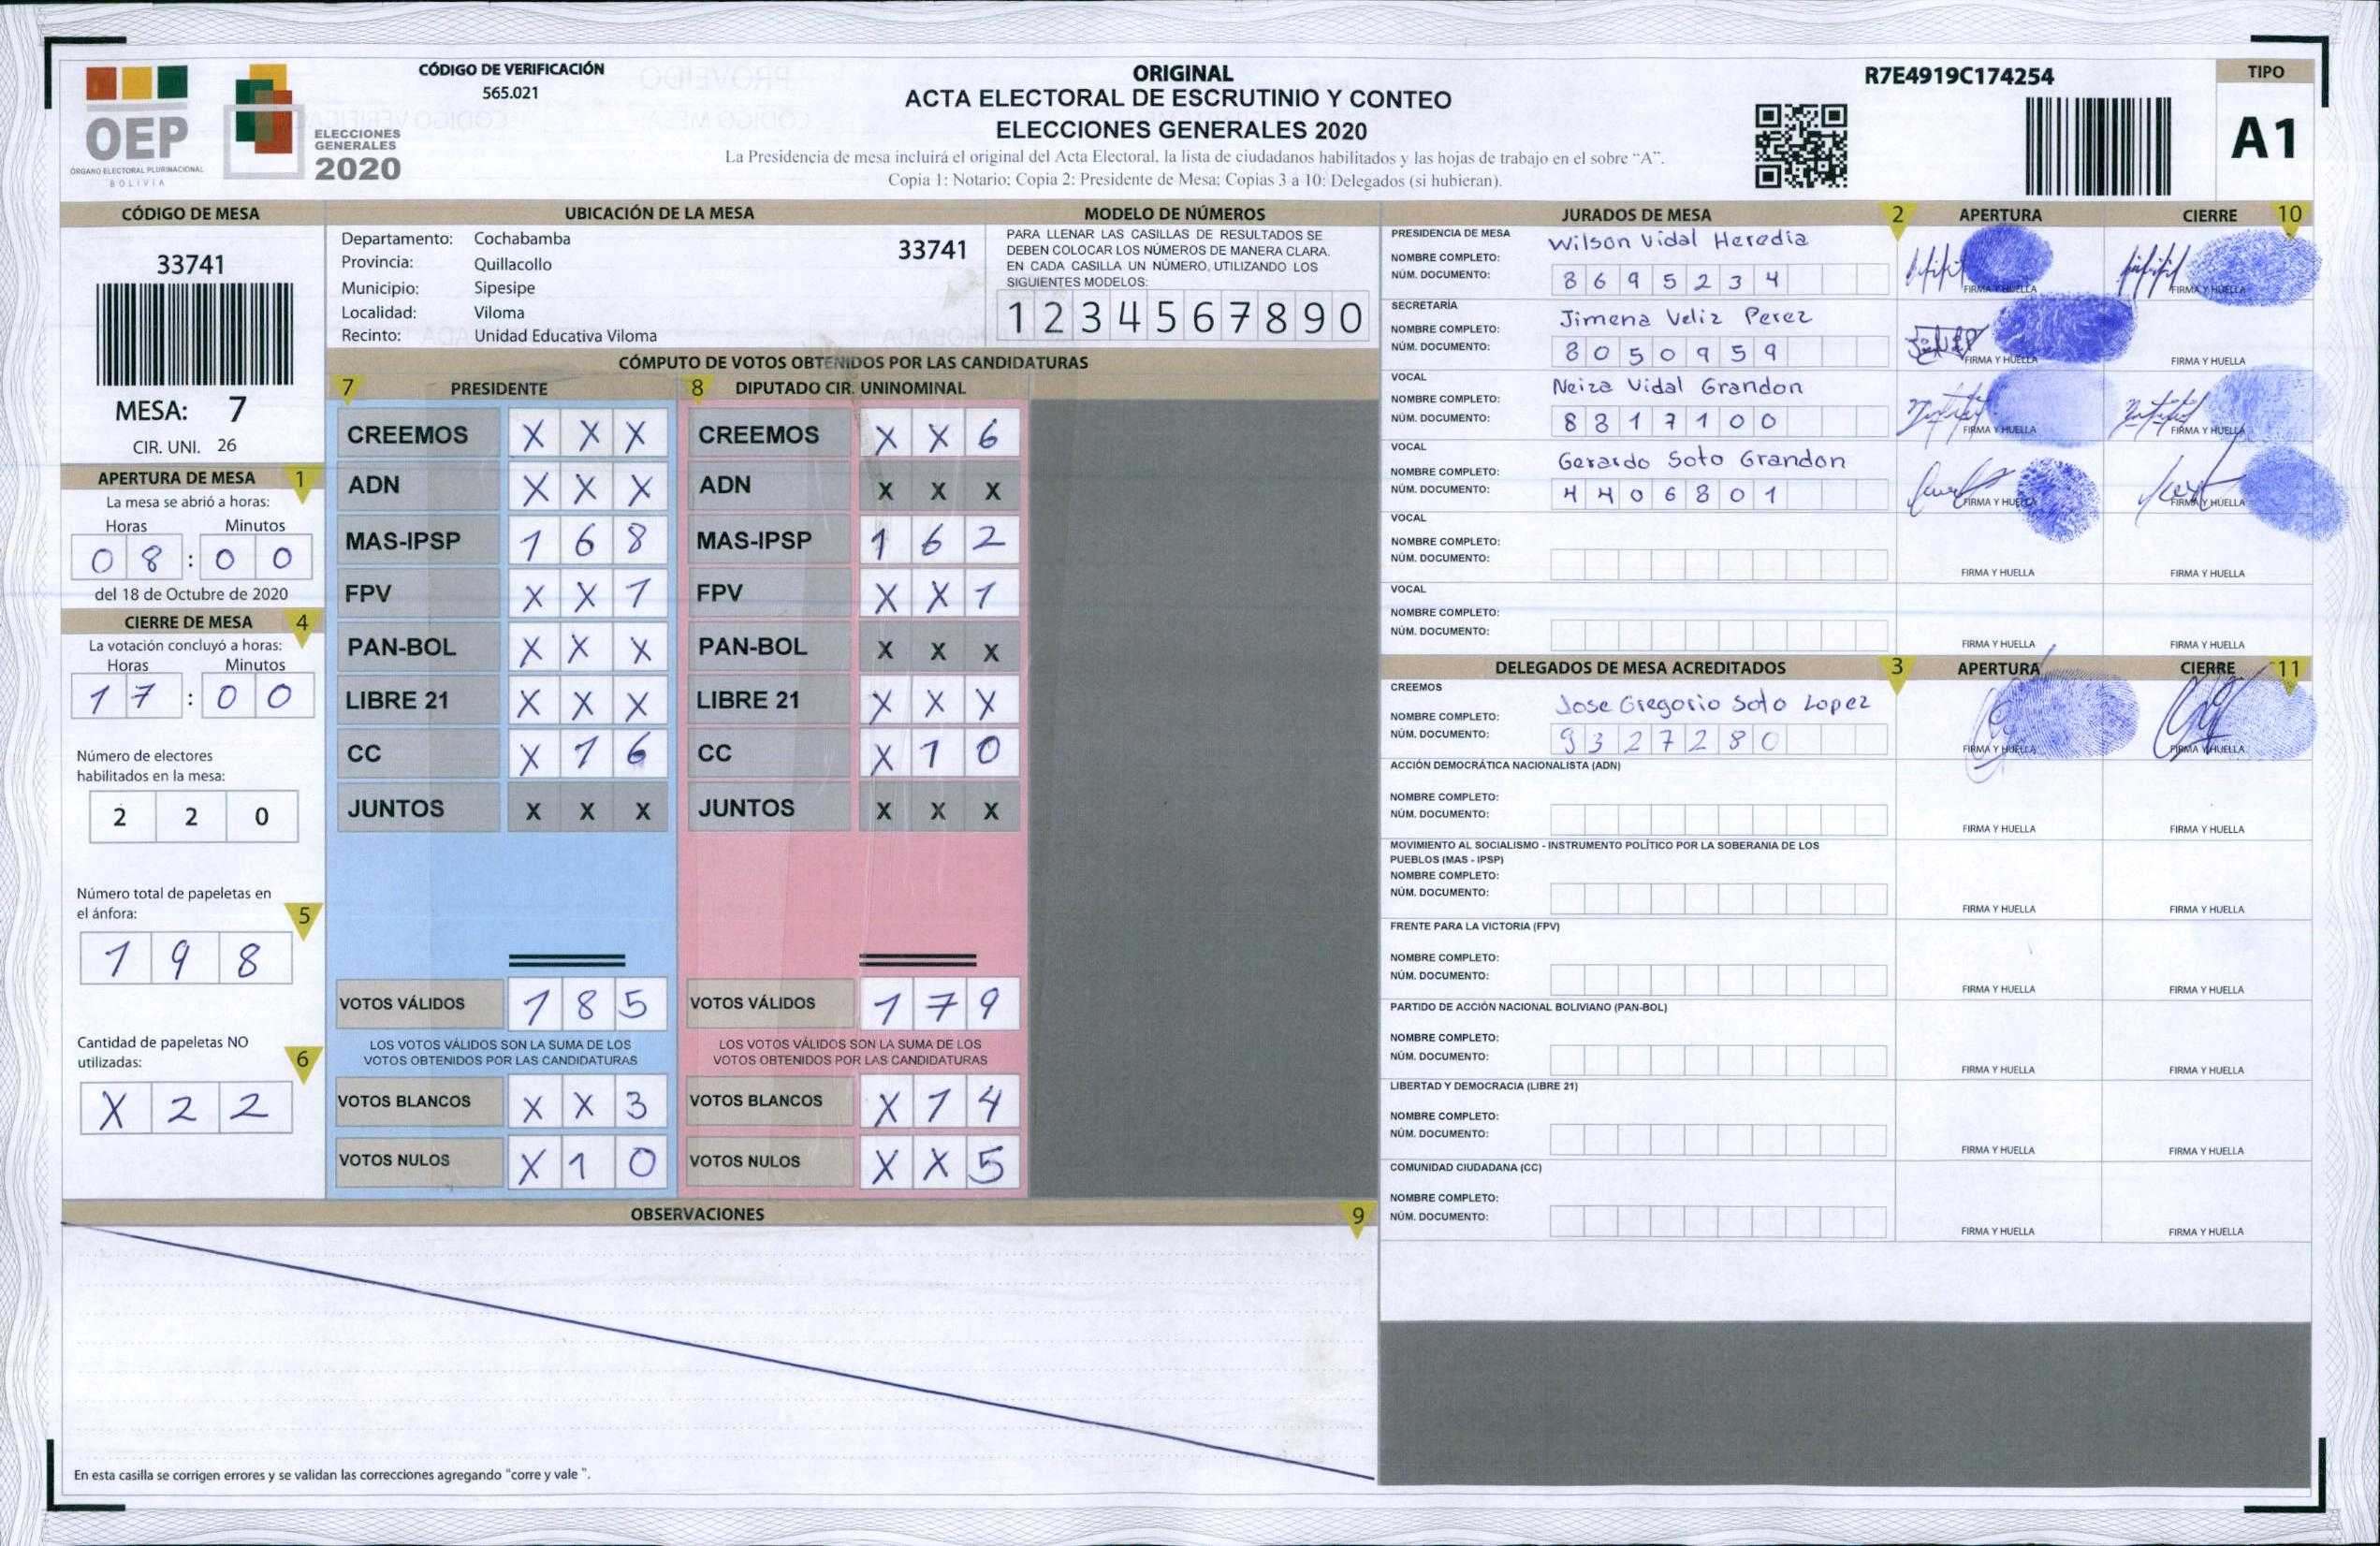 OEP
ÓRGANO ELECTORAL PLURINACIONAL
BOLIVIA
ELECCIONES
GENERALES
2020
CÓDIGO DE VERIFICACIÓN
565.021
ORIGINAL
ACTA ELECTORAL DE ESCRUTINIO Y CONTEO
ELECCIONES GENERALES 2020
La Presidencia de mesa incluirá el original del Acta Electoral, la lista de ciudadanos habilitados y las hojas de trabajo en el sobre “A”.
Copia 1: Notario; Copia 2: Presidente de Mesa; Copias 3 a 10: Delegados (si hubieran).
R7E4919C174254
TIPO
A1
CÓDIGO DE MESA
33741
MESA: 7
CIR. UNI. 26
APERTURA DE MESA 1
La mesa se abrió a horas:
Horas Minutos
0 8 : 0 0
del 18 de Octubre de 2020
CIERRE DE MESA 4
La votación concluyó a horas:
Horas Minutos
1 7 : 0 0
Número de electores
habilitados en la mesa:
2 2 0
Número total de papeletas en
el ánfora: 5
1 9 8
Cantidad de papeletas NO
utilizadas: 6
X 2 2
UBICACIÓN DE LA MESA
Departamento: Cochabamba 33741
Provincia: Quillacollo
Municipio: Sipesipe
Localidad: Viloma
Recinto: Unidad Educativa Viloma
MODELO DE NÚMEROS
PARA LLENAR LAS CASILLAS DE RESULTADOS SE
DEBEN COLOCAR LOS NÚMEROS DE MANERA CLARA.
EN CADA CASILLA UN NÚMERO, UTILIZANDO LOS
SIGUIENTES MODELOS:
1 2 3 4 5 6 7 8 9 0
CÓMPUTO DE VOTOS OBTENIDOS POR LAS CANDIDATURAS
7 PRESIDENTE 8 DIPUTADO CIR. UNINOMINAL
CREEMOS X X X CREEMOS X X 6
ADN X X X ADN X X X
MAS-IPSP 1 6 8 MAS-IPSP 1 6 2
FPV X X 1 FPV X X 1
PAN-BOL X X X PAN-BOL X X X
LIBRE 21 X X X LIBRE 21 X X X
CC X 1 6 CC X 1 0
JUNTOS X X X JUNTOS X X X
VOTOS VÁLIDOS 1 8 5 VOTOS VÁLIDOS 1 7 9
LOS VOTOS VÁLIDOS SON LA SUMA DE LOS LOS VOTOS VÁLIDOS SON LA SUMA DE LOS
VOTOS OBTENIDOS POR LAS CANDIDATURAS VOTOS OBTENIDOS POR LAS CANDIDATURAS
VOTOS BLANCOS X X 3 VOTOS BLANCOS X 1 4
VOTOS NULOS X 1 0 VOTOS NULOS X X 5
OBSERVACIONES 9
En esta casilla se corrigen errores y se validan las correcciones agregando “corre y vale ”.
JURADOS DE MESA 2 APERTURA CIERRE 10
PRESIDENCIA DE MESA
NOMBRE COMPLETO: Wilson Vidal Heredia
NÚM. DOCUMENTO: 8 6 9 5 2 3 4
FIRMA Y HUELLA FIRMA Y HUELLA
SECRETARÍA
NOMBRE COMPLETO: Jimena Veliz Perez
NÚM. DOCUMENTO: 8 0 5 0 9 5 9
FIRMA Y HUELLA FIRMA Y HUELLA
VOCAL
NOMBRE COMPLETO: Neiza Vidal Grandon
NÚM. DOCUMENTO: 8 8 1 7 1 0 0
FIRMA Y HUELLA FIRMA Y HUELLA
VOCAL
NOMBRE COMPLETO: Gerardo Soto Grandon
NÚM. DOCUMENTO: 4 4 0 6 8 0 1
FIRMA Y HUELLA FIRMA Y HUELLA
VOCAL
NOMBRE COMPLETO:
NÚM. DOCUMENTO:
FIRMA Y HUELLA FIRMA Y HUELLA
VOCAL
NOMBRE COMPLETO:
NÚM. DOCUMENTO:
FIRMA Y HUELLA FIRMA Y HUELLA
DELEGADOS DE MESA ACREDITADOS 3 APERTURA CIERRE 11
CREEMOS
NOMBRE COMPLETO: Jose Gregorio Soto Lopez
NÚM. DOCUMENTO: 9 3 2 7 2 8 0
FIRMA Y HUELLA FIRMA Y HUELLA
ACCIÓN DEMOCRÁTICA NACIONALISTA (ADN)
NOMBRE COMPLETO:
NÚM. DOCUMENTO:
FIRMA Y HUELLA FIRMA Y HUELLA
MOVIMIENTO AL SOCIALISMO - INSTRUMENTO POLÍTICO POR LA SOBERANIA DE LOS
PUEBLOS (MAS - IPSP)
NOMBRE COMPLETO:
NÚM. DOCUMENTO:
FIRMA Y HUELLA FIRMA Y HUELLA
FRENTE PARA LA VICTORIA (FPV)
NOMBRE COMPLETO:
NÚM. DOCUMENTO:
FIRMA Y HUELLA FIRMA Y HUELLA
PARTIDO DE ACCIÓN NACIONAL BOLIVIANO (PAN-BOL)
NOMBRE COMPLETO:
NÚM. DOCUMENTO:
FIRMA Y HUELLA FIRMA Y HUELLA
LIBERTAD Y DEMOCRACIA (LIBRE 21)
NOMBRE COMPLETO:
NÚM. DOCUMENTO:
FIRMA Y HUELLA FIRMA Y HUELLA
COMUNIDAD CIUDADANA (CC)
NOMBRE COMPLETO:
NÚM. DOCUMENTO:
FIRMA Y HUELLA FIRMA Y HUELLA